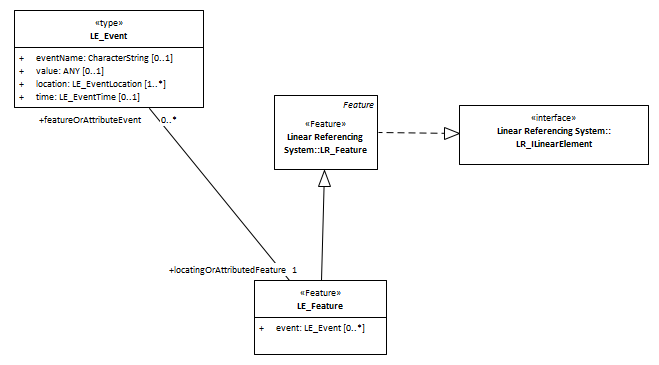 «type»
LE_Event
+ eventName: CharacterString [0..1]
+ value: ANY [0..1]
+ location: LE_EventLocation [1..*]
+ time: LE_EventTime [0..1]
+featureOrAttributeEvent 0..*
Feature
«Feature»
Linear Referencing
System::LR_Feature
«interface»
Linear Referencing System::
LR_ILinearElement
+locatingOrAttributedFeature 1
«Feature»
LE_Feature
+ event: LE_Event [0..*]